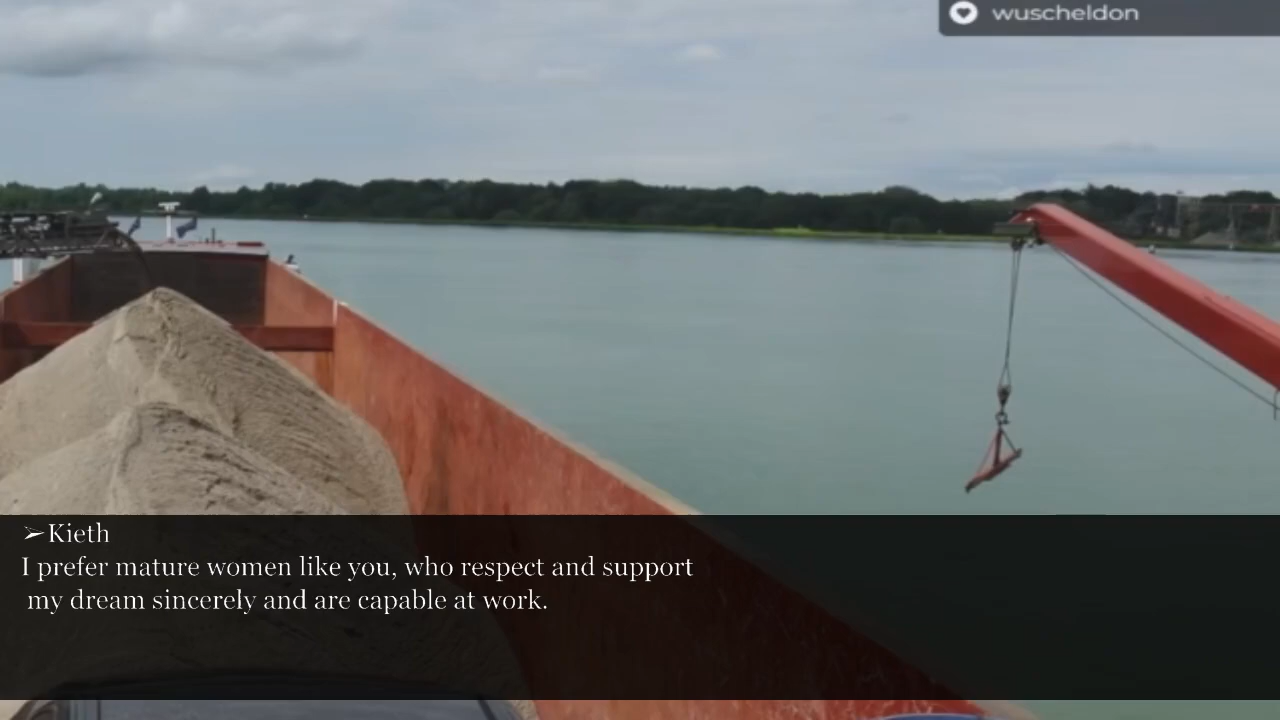 wuscheldon
➢Kieth
I prefer mature women like you, who respect and support
my dream sincerely and are capable at work.